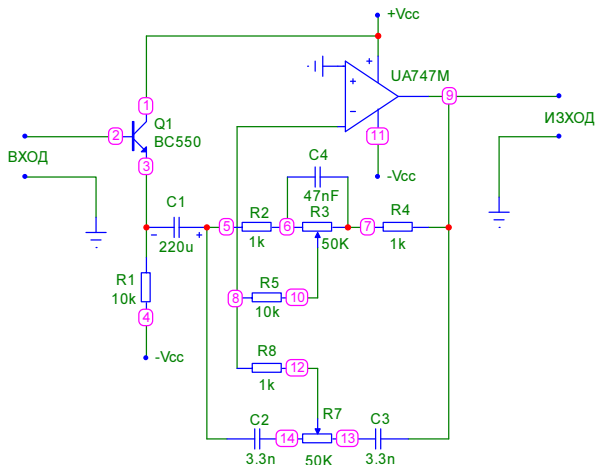 +Vcc
1
+
UA747M
+
9
Q1
2
BC550
−
ИЗХОД
11
ВХОД
3
C4
-Vcc
47nF
C1
R2
R3
R4
5
6
7
−
+
220u
1k
50K
1k
R1
10k
R5
8
10
10k
4
R8
-Vcc
12
1k
R7
C2
C3
14
13
3.3n
50K
3.3n